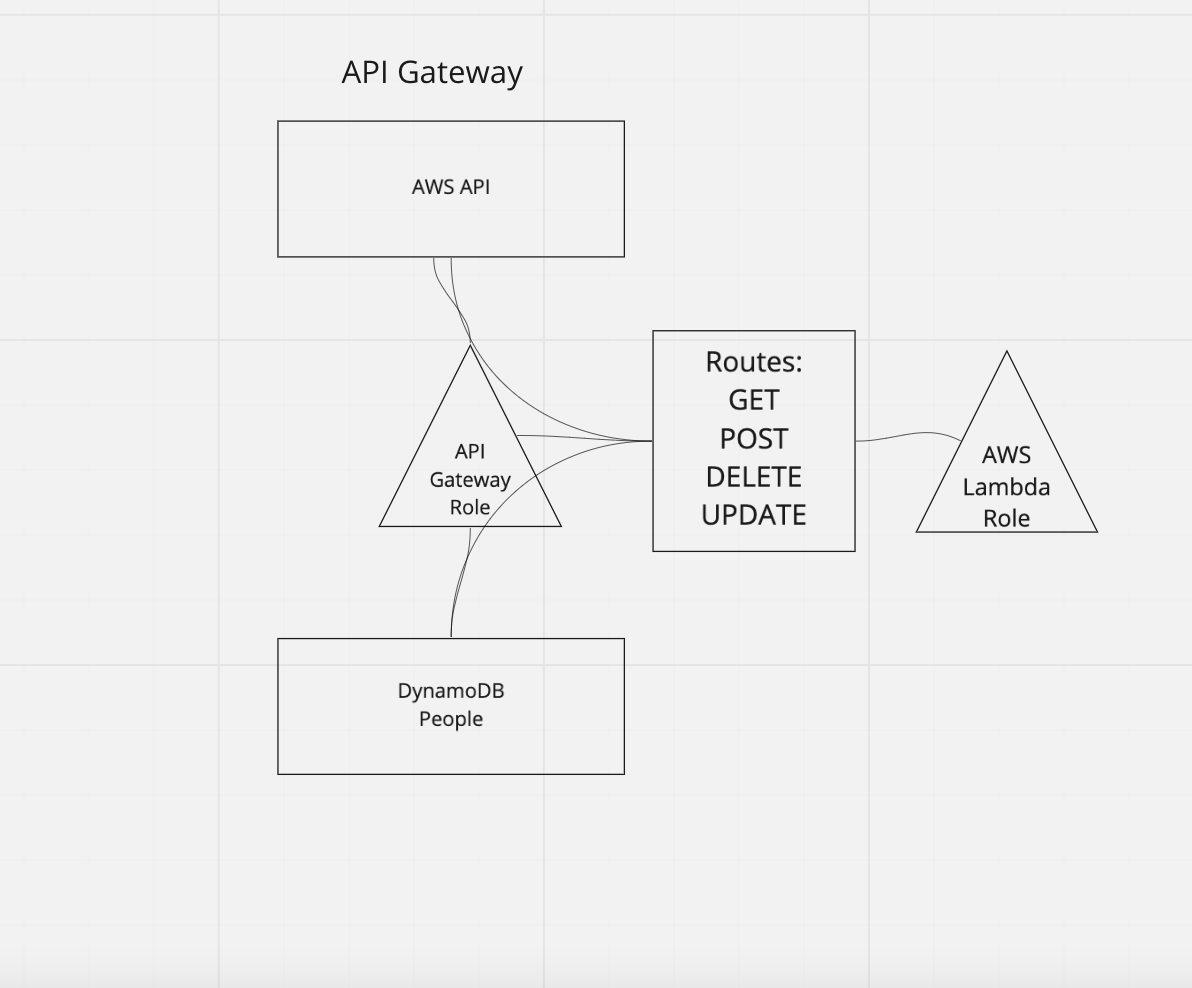 API Gateway
AWS API
API
Gateway
Role
Routes:
GET
POST
DELETE
UPDATE
AWS
Lambda
Role
DynamoDB
People